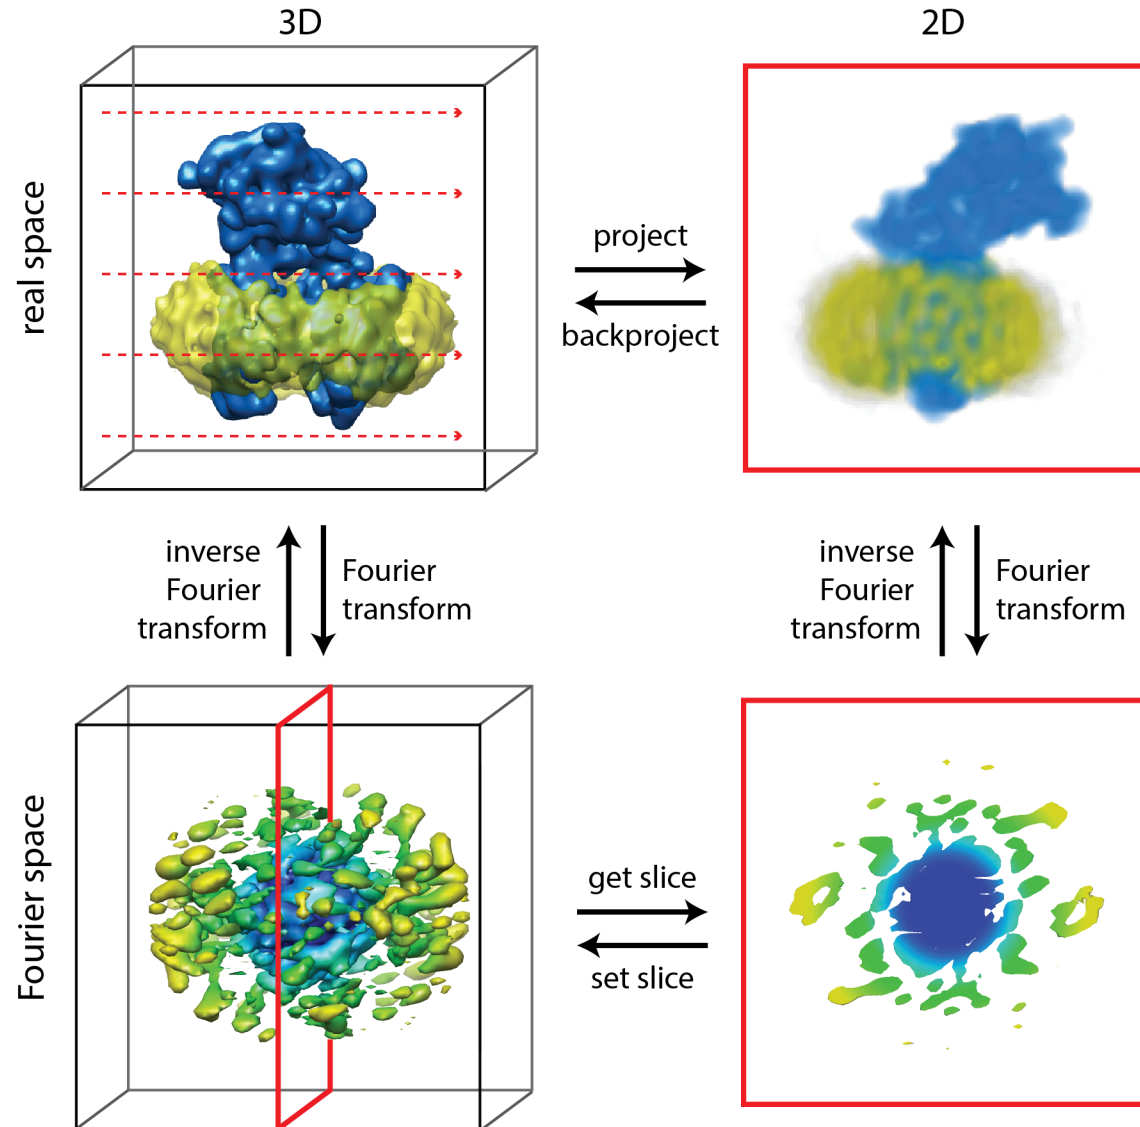 3D
2D
real space
project
backproject
inverse
Fourier
transform
Fourier
transform
inverse
Fourier
transform
Fourier
transform
Fourier space
get slice
set slice